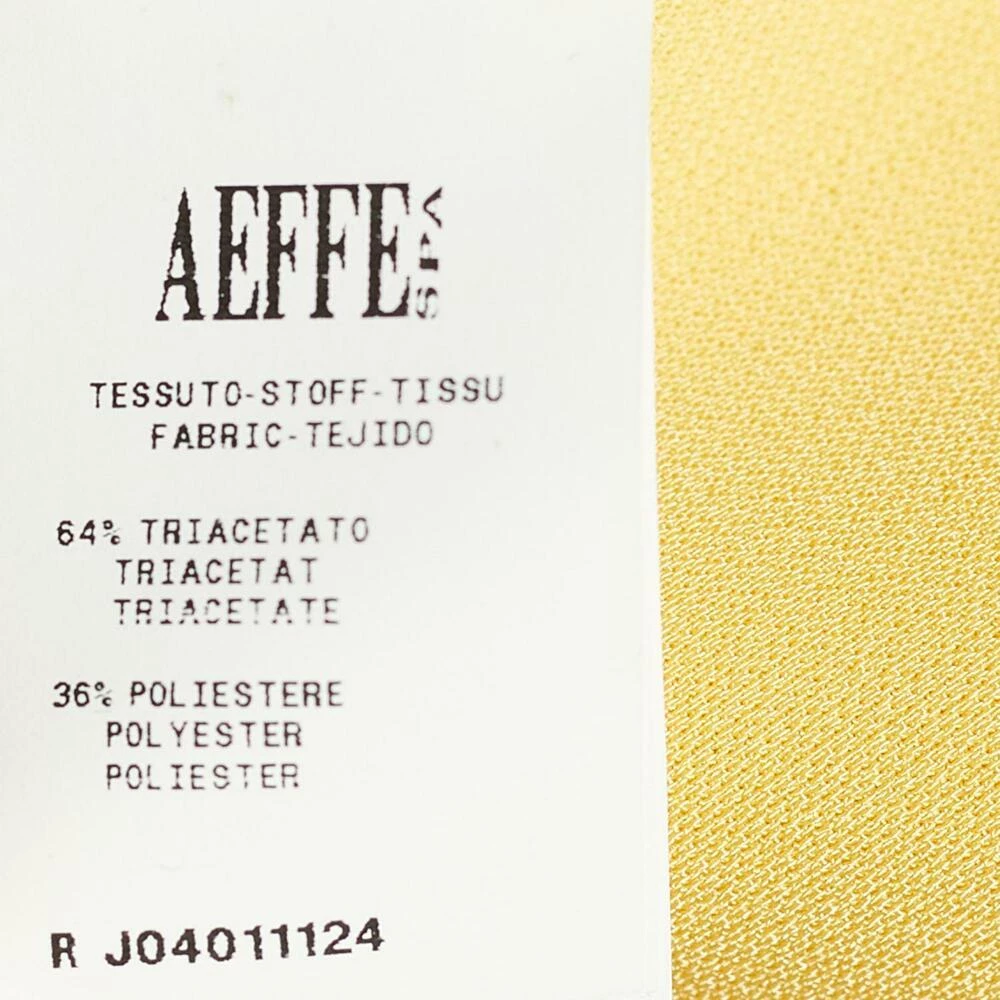 AEFFE SPA
TESSUTO-STOFF-TISSU
FABRIC-TEJIDO
64% TRIACETATO
TRIACETAT
TRIACETATE
36% POLIESTERE
POLYESTER
POLIESTER
R J04011124